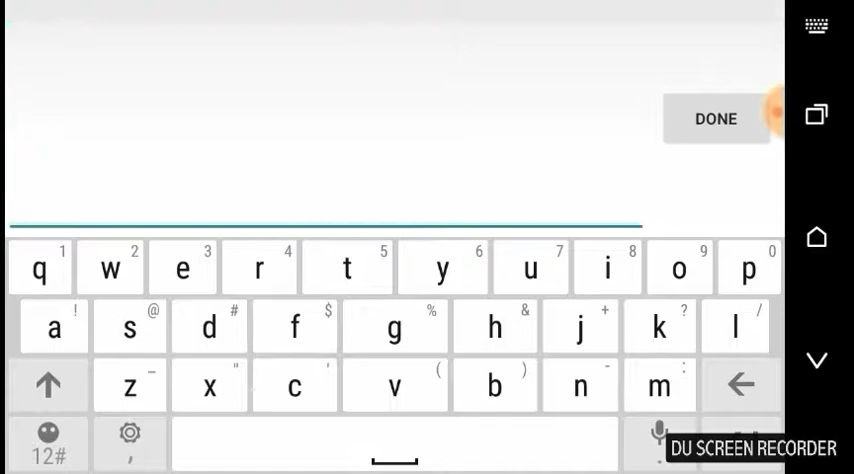 DONE
q 1 w 2 e 3 r 4 t 5 y 6 u 7 i 8 o 9 p 0
a ! s @ d # f $ g % h & j + k ? l /
z _ x " c ' v ( b ) n - m :
12# , .
DU SCREEN RECORDER